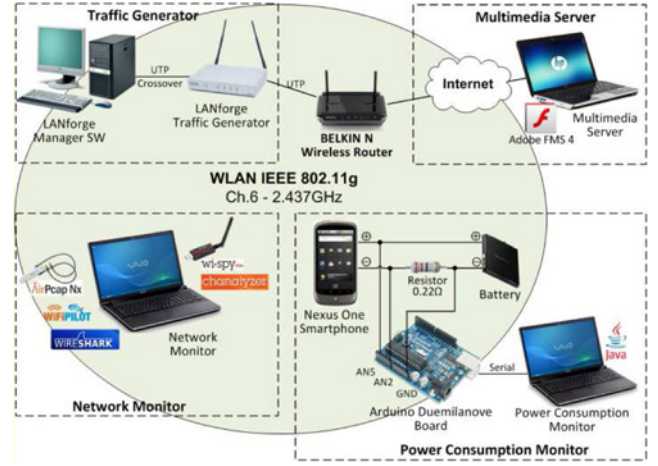 Traffic Generator
Multimedia Server
UTP
Crossover
UTP
Internet
LANforge
Manager SW
LANforge
Traffic Generator
BELKIN N
Wireless Router
Adobe FMS 4
Multimedia
Server
WLAN IEEE 802.11g
Ch.6 - 2.437GHz
AirPcap Nx
wi-spy
chanalyzer
WiFiPILOT
WIRESHARK
Network
Monitor
Network Monitor
Nexus One
Smartphone
Resistor
0.22Ω
Battery
AN5
AN2
GND
Serial
Java
Arduino Duemilanove
Board
Power Consumption
Monitor
Power Consumption Monitor